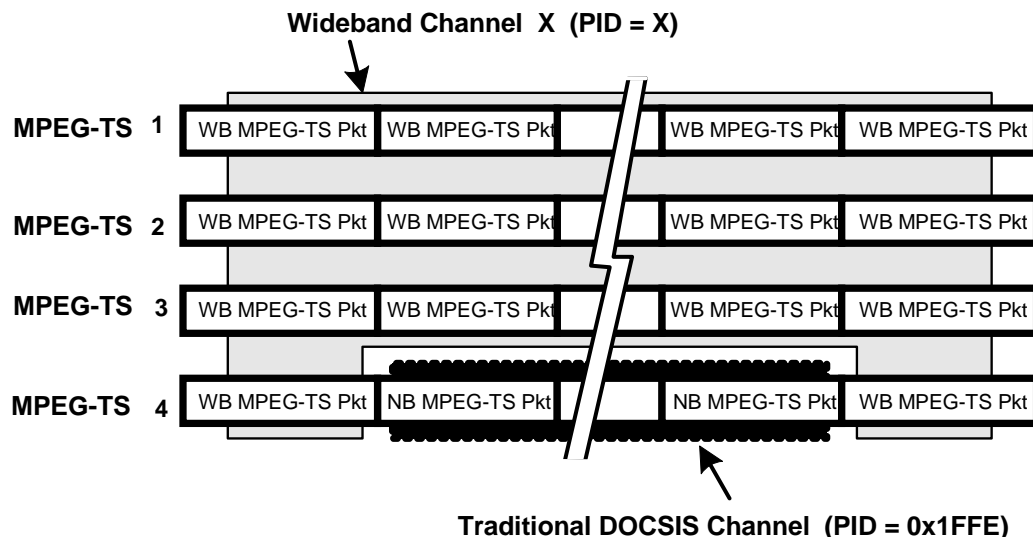 Wideband Channel X (PID = X)
MPEG-TS 1 WB MPEG-TS Pkt WB MPEG-TS Pkt WB MPEG-TS Pkt WB MPEG-TS Pkt
MPEG-TS 2 WB MPEG-TS Pkt WB MPEG-TS Pkt WB MPEG-TS Pkt WB MPEG-TS Pkt
MPEG-TS 3 WB MPEG-TS Pkt WB MPEG-TS Pkt WB MPEG-TS Pkt WB MPEG-TS Pkt
MPEG-TS 4 WB MPEG-TS Pkt NB MPEG-TS Pkt NB MPEG-TS Pkt WB MPEG-TS Pkt
Traditional DOCSIS Channel (PID = 0x1FFE)